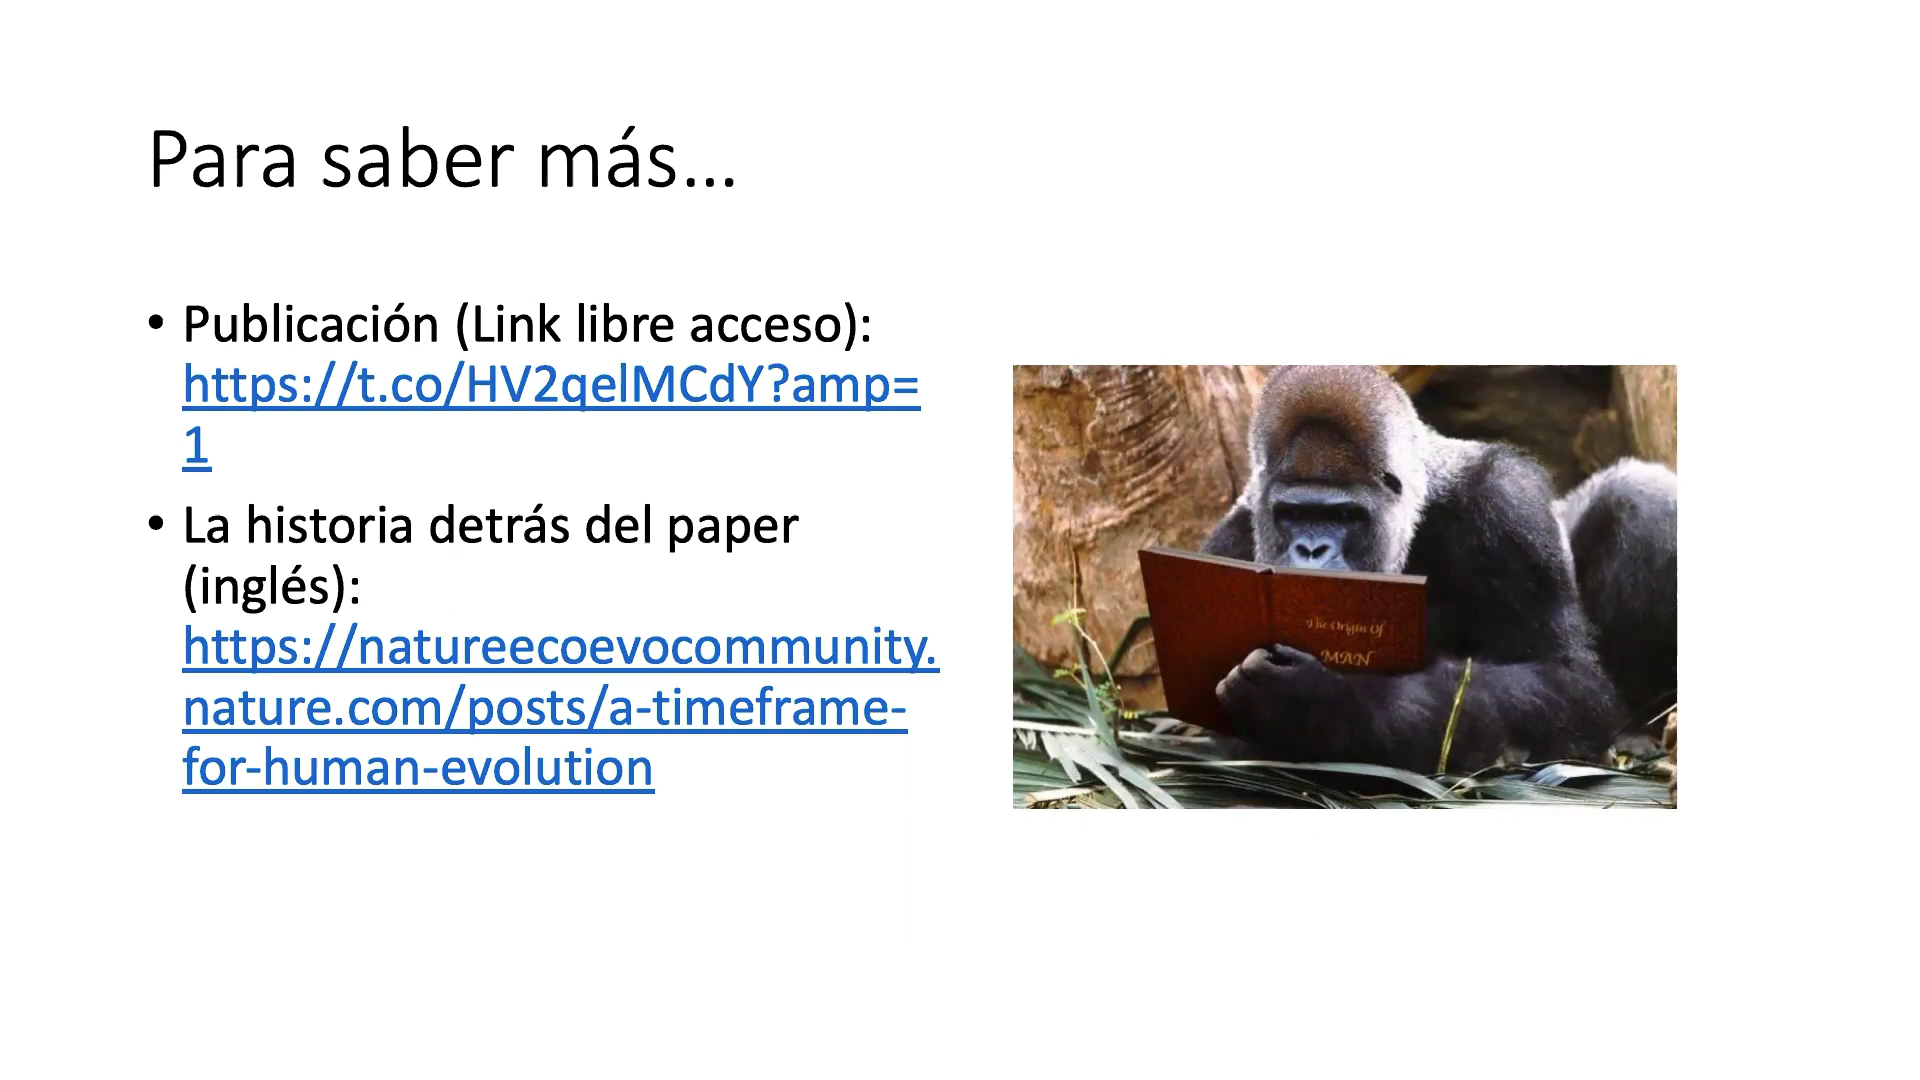 Para saber más...
• Publicación (Link libre acceso):
https://t.co/HV2qelMCdY?amp=
1
• La historia detrás del paper
(inglés):
https://natureecoevocommunity.
nature.com/posts/a-timeframe-
for-human-evolution
The Origin Of
MAN